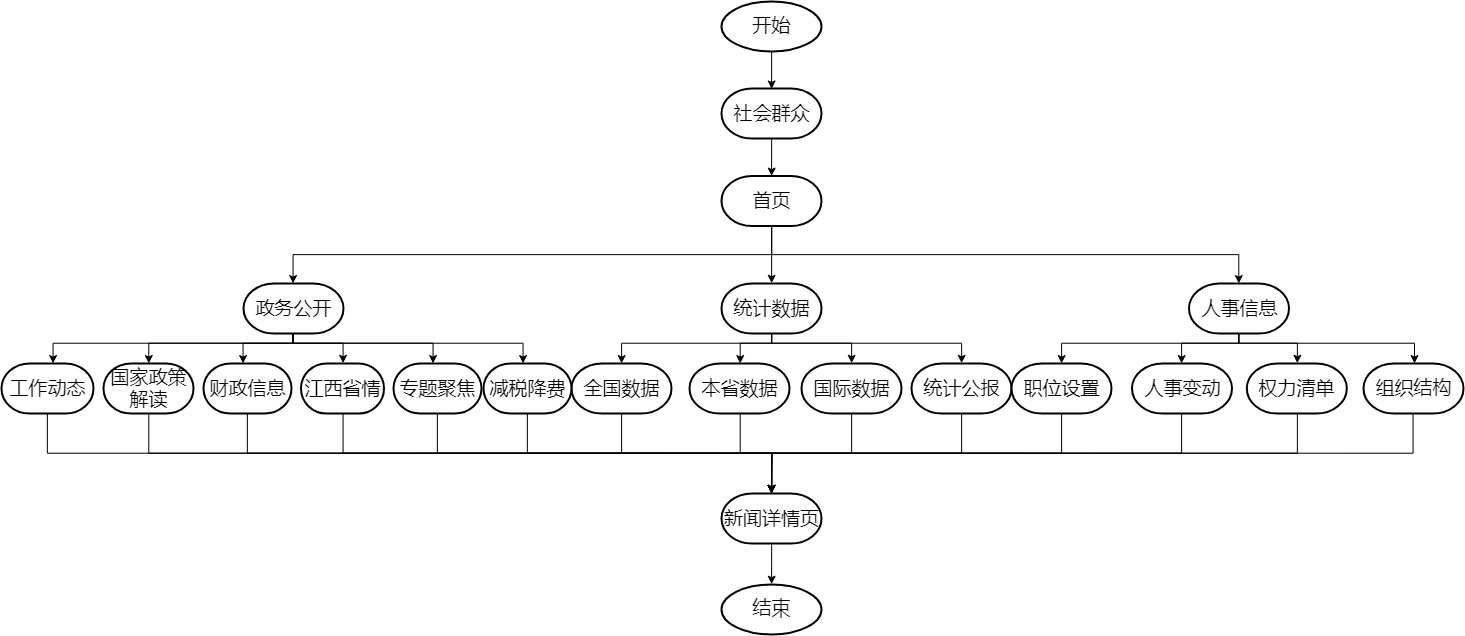 开始
社会群众
首页
政务公开
统计数据
人事信息
工作动态
国家政策
解读
财政信息
江西省情
专题聚焦
减税降费
全国数据
本省数据
国际数据
统计公报
职位设置
人事变动
权力清单
组织结构
新闻详情页
结束